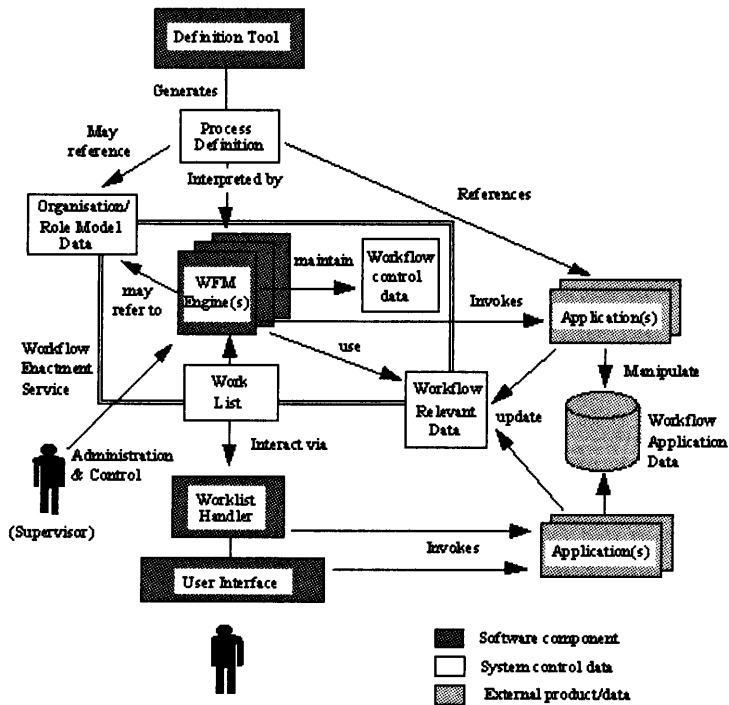 Definition Tool
Generates
Process
Definition
May
reference
Interpreted by
References
Organisation/
Role Model
Data
WFM
Engine(s)
maintain
Workflow
control
data
may
refer to
Invokes
Application(s)
use
Workflow
Enactment
Service
Work
List
Workflow
Relevant
Data
Manipulate
update
Workflow
Application
Data
Interact via
Administration
& Control
(Supervisor)
Worklist
Handler
Invokes
Application(s)
User Interface
Software component
System control data
External product/data